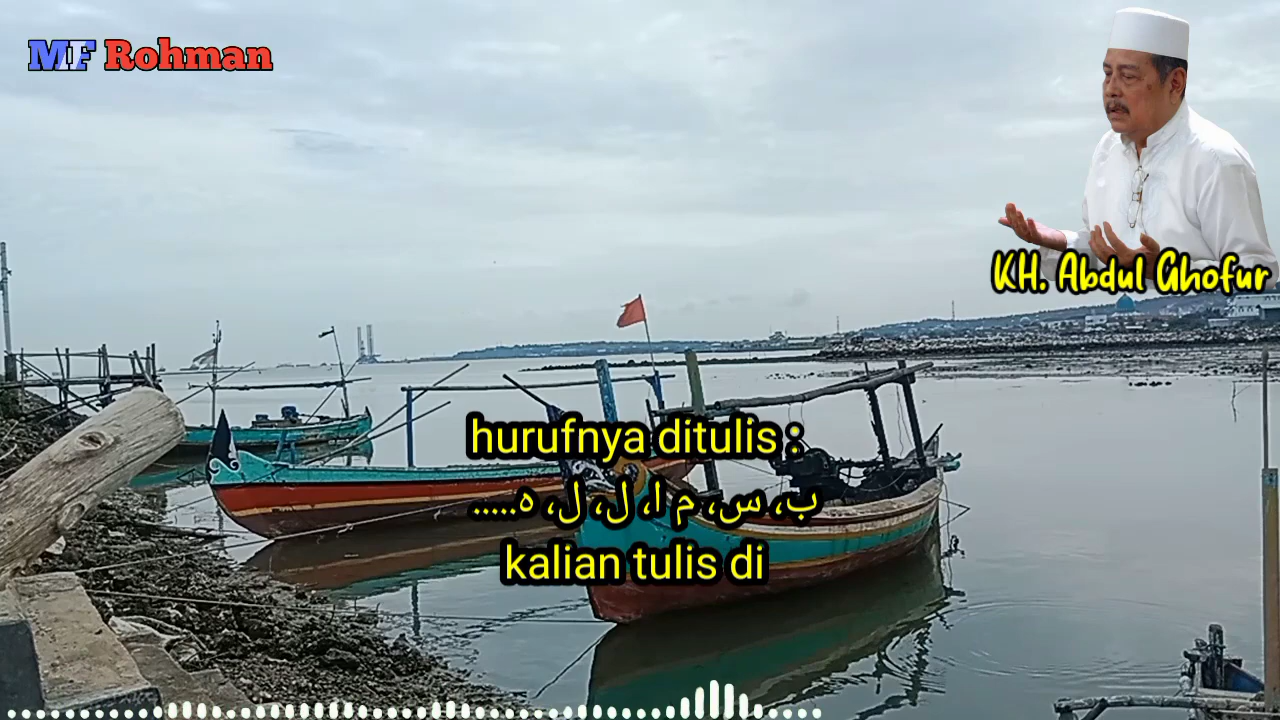 MF Rohman
KH. Abdul Ghofur
hurufnya ditulis :
ب، س، م ا، ل، ل، ه.....
kalian tulis di